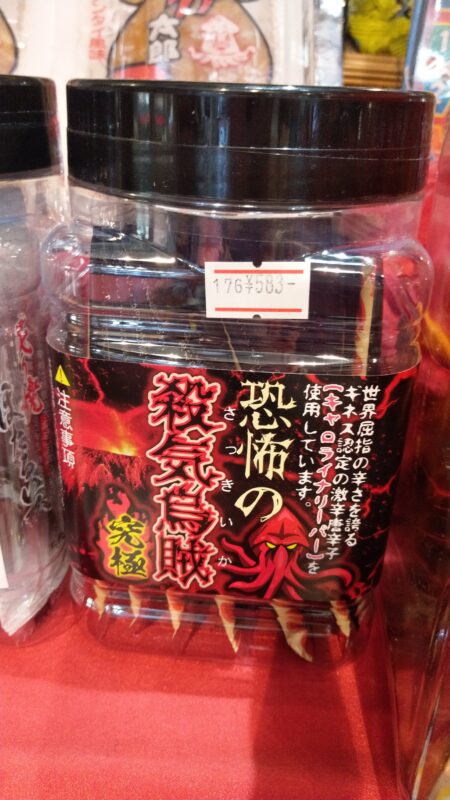 太郎
176¥583-
世界屈指の辛さを誇る
ギネス認定の激辛唐辛子
【キャロライナリーパー】を
使用しています。
恐怖の
殺気烏賊
さっきいか
究極
注意事項